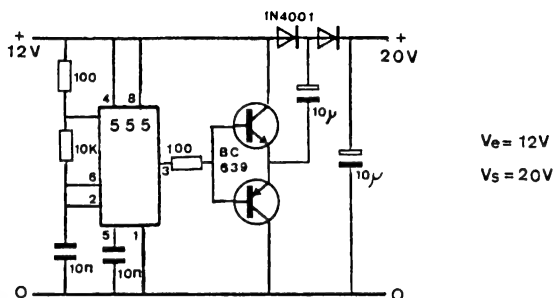 1N4001
+ +
12V 20V
100
4 8
555
10K
100
3
BC
639
10µ
10µ
6
2
5 1
10n
10n
O O
Ve = 12V
Vs = 20V